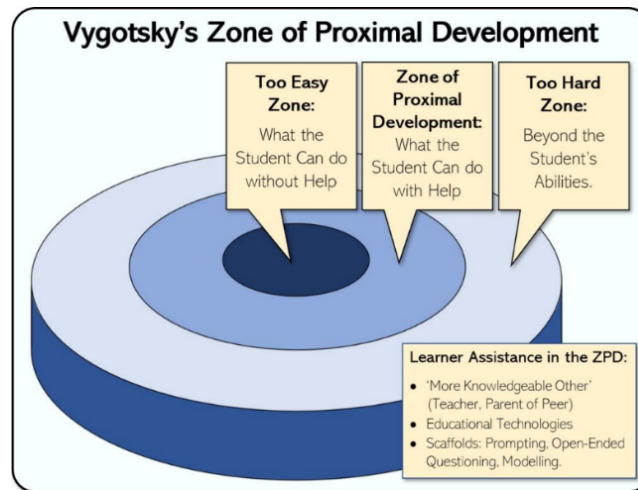 Vygotsky's Zone of Proximal Development
Too Easy
Zone:
What the
Student Can do
without Help
Zone of
Proximal
Development:
What the
Student Can do
with Help
Too Hard
Zone:
Beyond the
Student's
Abilities.
Learner Assistance in the ZPD:
• 'More Knowledgeable Other'
(Teacher, Parent of Peer)
• Educational Technologies
• Scaffolds: Prompting, Open-Ended
Questioning, Modelling.